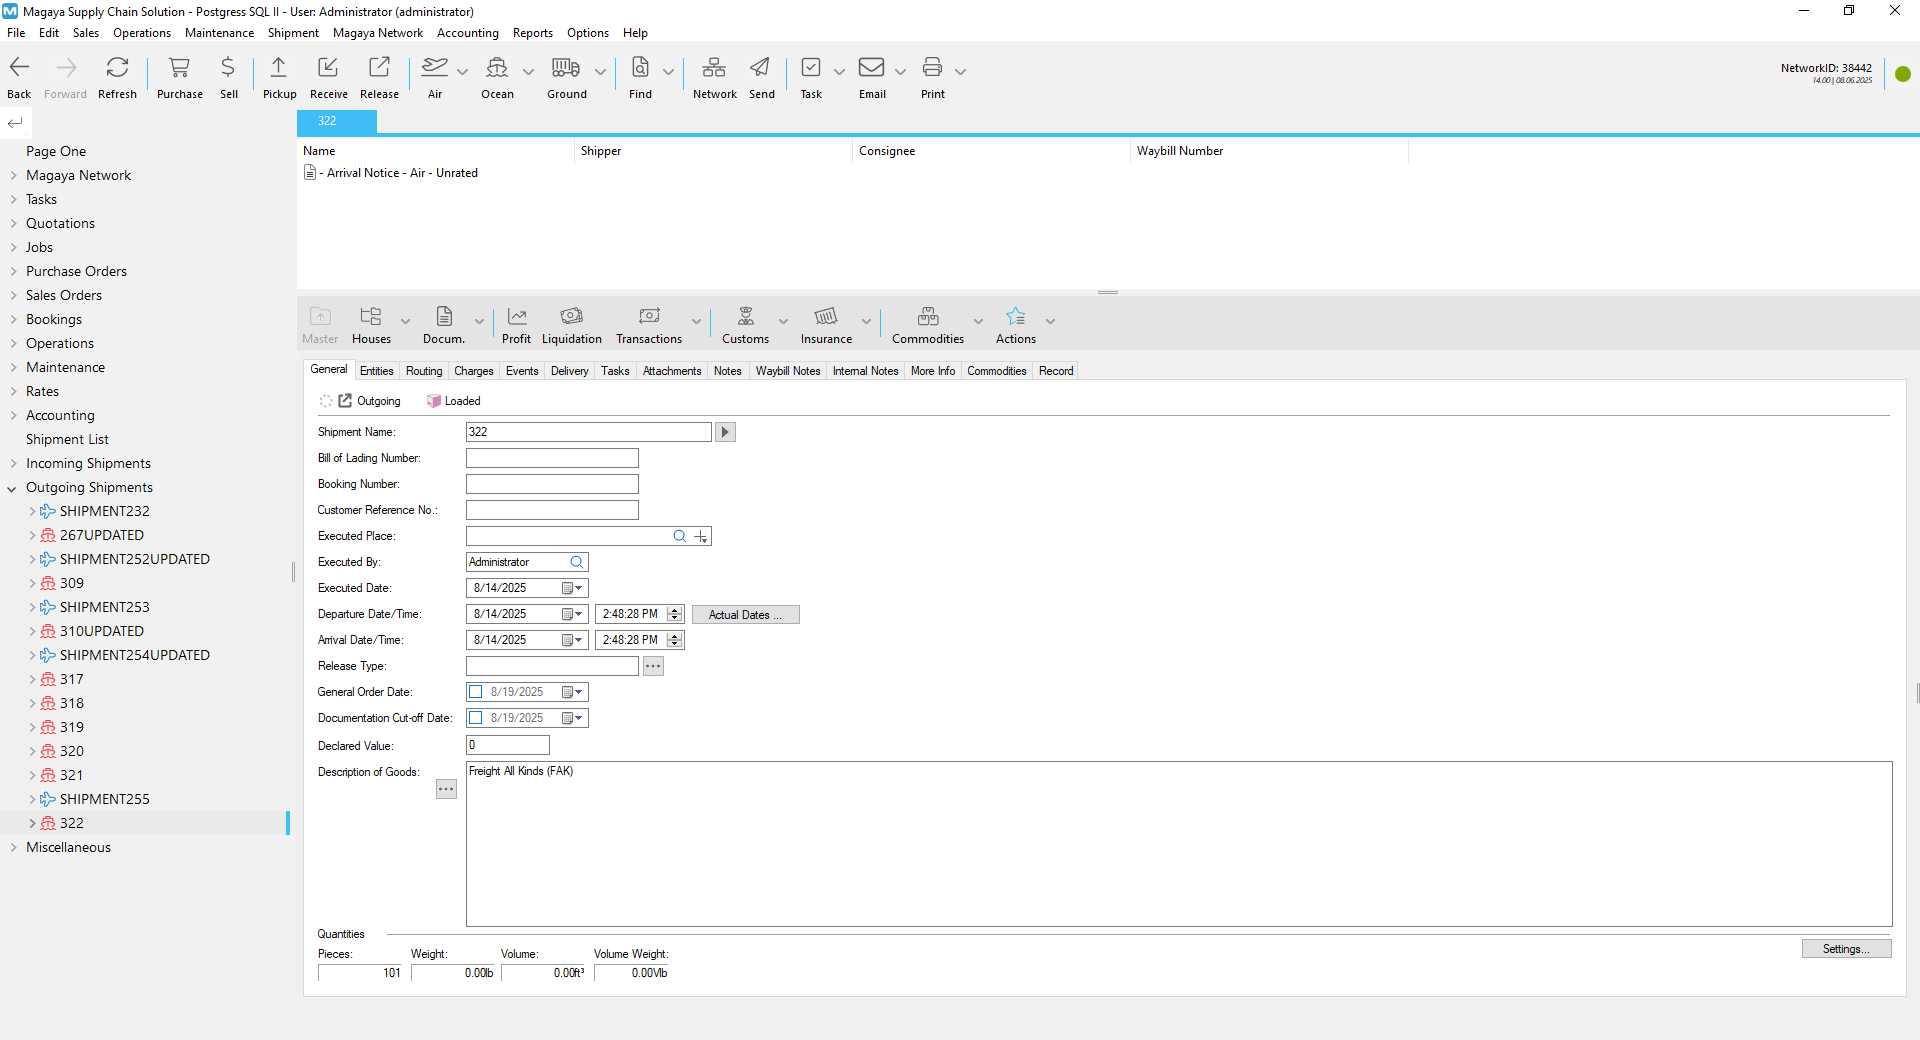 Magaya Supply Chain Solution - Postgress SQL II - User: Administrator (administrator)
File Edit Sales Operations Maintenance Shipment Magaya Network Accounting Reports Options Help
Back Forward Refresh Purchase Sell Pickup Receive Release Air Ocean Ground Find Network Send Task Email Print
NetworkID: 38442
14.00 | 08.06.2025
Page One
Magaya Network
Tasks
Quotations
Jobs
Purchase Orders
Sales Orders
Bookings
Operations
Maintenance
Rates
Accounting
Shipment List
Incoming Shipments
Outgoing Shipments
SHIPMENT232
267UPDATED
SHIPMENT252UPDATED
309
SHIPMENT253
310UPDATED
SHIPMENT254UPDATED
317
318
319
320
321
SHIPMENT255
322
Miscellaneous
322
Name Shipper Consignee Waybill Number
- Arrival Notice - Air - Unrated
Master Houses Docum. Profit Liquidation Transactions Customs Insurance Commodities Actions
General Entities Routing Charges Events Delivery Tasks Attachments Notes Waybill Notes Internal Notes More Info Commodities Record
Outgoing Loaded
Shipment Name: 322
Bill of Lading Number:
Booking Number:
Customer Reference No.:
Executed Place:
Executed By: Administrator
Executed Date: 8/14/2025
Departure Date/Time: 8/14/2025 2:48:28 PM Actual Dates ...
Arrival Date/Time: 8/14/2025 2:48:28 PM
Release Type: ...
General Order Date: 8/19/2025
Documentation Cut-off Date: 8/19/2025
Declared Value: 0
Description of Goods: Freight All Kinds (FAK)
...
Quantities
Pieces: Weight: Volume: Volume Weight:
101 0.00lb 0.00ft³ 0.00Vlb
Settings...